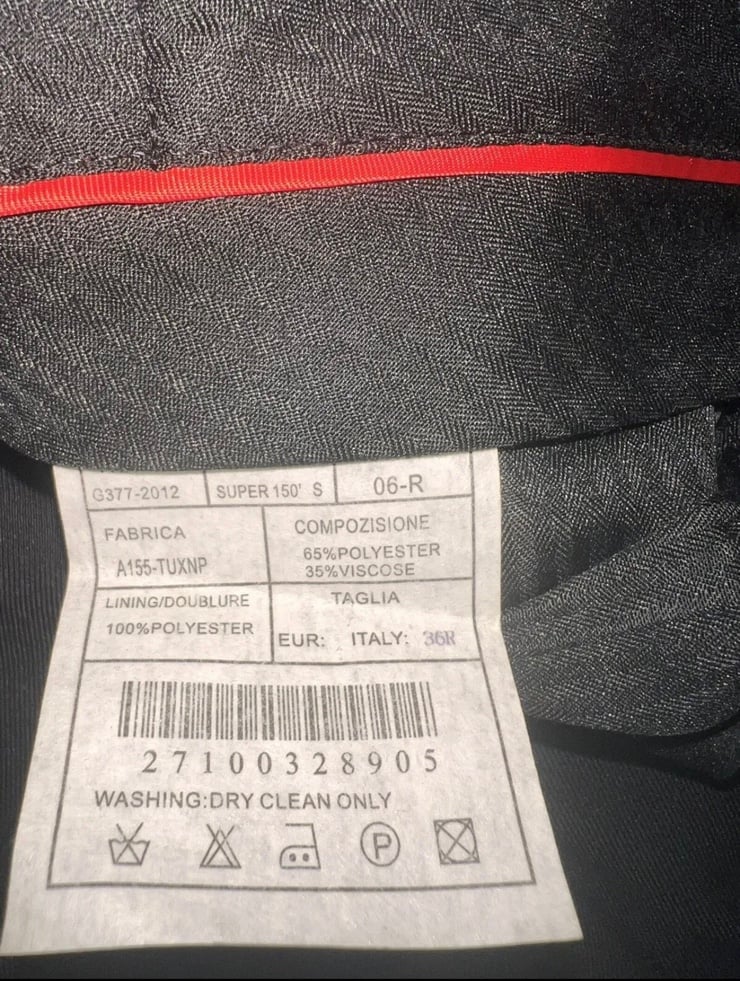 G377-2012 SUPER 150' S 06-R
FABRICA
A155-TUXNP
COMPOZISIONE
65%POLYESTER
35%VISCOSE
LINING/DOUBLURE
100%POLYESTER
TAGLIA
EUR: ITALY: 36R
27100328905
WASHING:DRY CLEAN ONLY
P